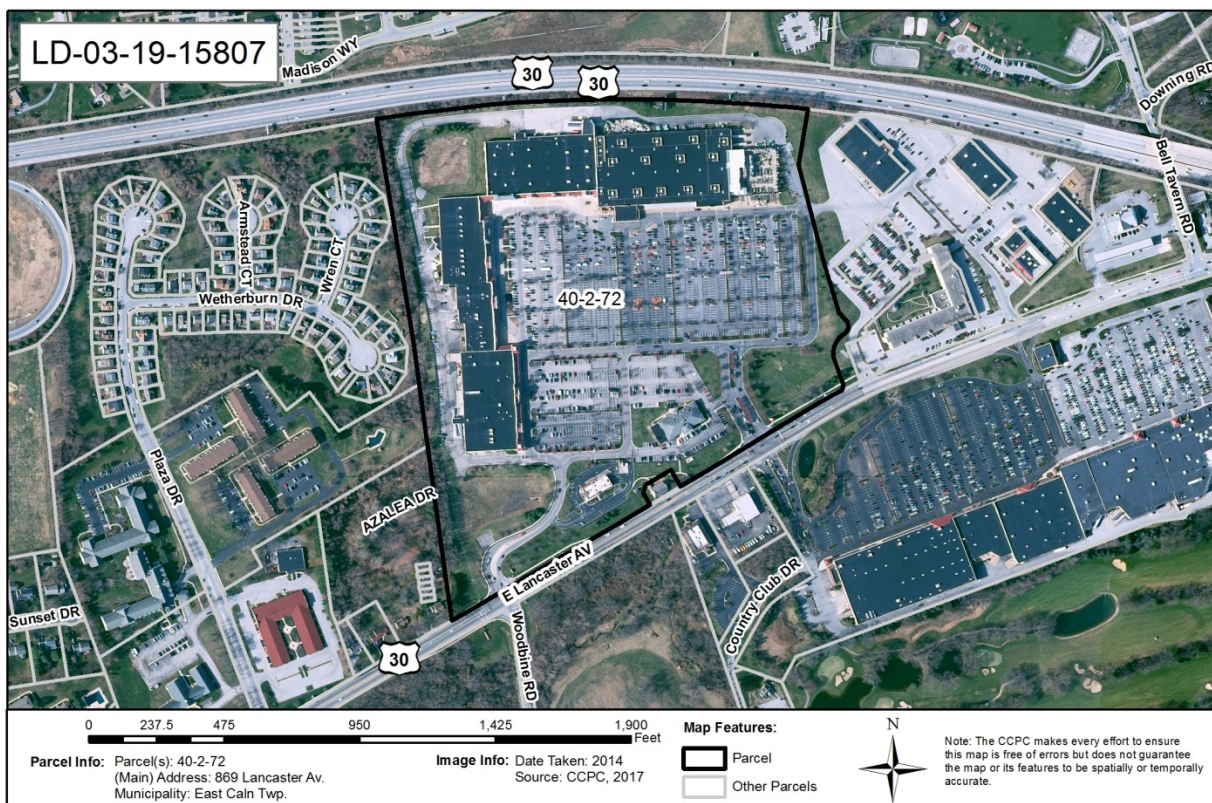 LD-03-19-15807
Madison WY
30
30
Downing RD
Bell Tavern RD
Armstead CT
Wren CT
Wetherburn DR
40-2-72
Plaza DR
AZALEA DR
E Lancaster AV
Country Club DR
Sunset DR
Woodbine RD
30
0 237.5 475 950 1,425 1,900
Feet
Parcel Info: Parcel(s): 40-2-72
(Main) Address: 869 Lancaster Av.
Municipality: East Caln Twp.
Image Info: Date Taken: 2014
Source: CCPC, 2017
Map Features:
Parcel
Other Parcels
N
Note: The CCPC makes every effort to ensure
this map is free of errors but does not guarantee
the map or its features to be spatially or temporally
accurate.